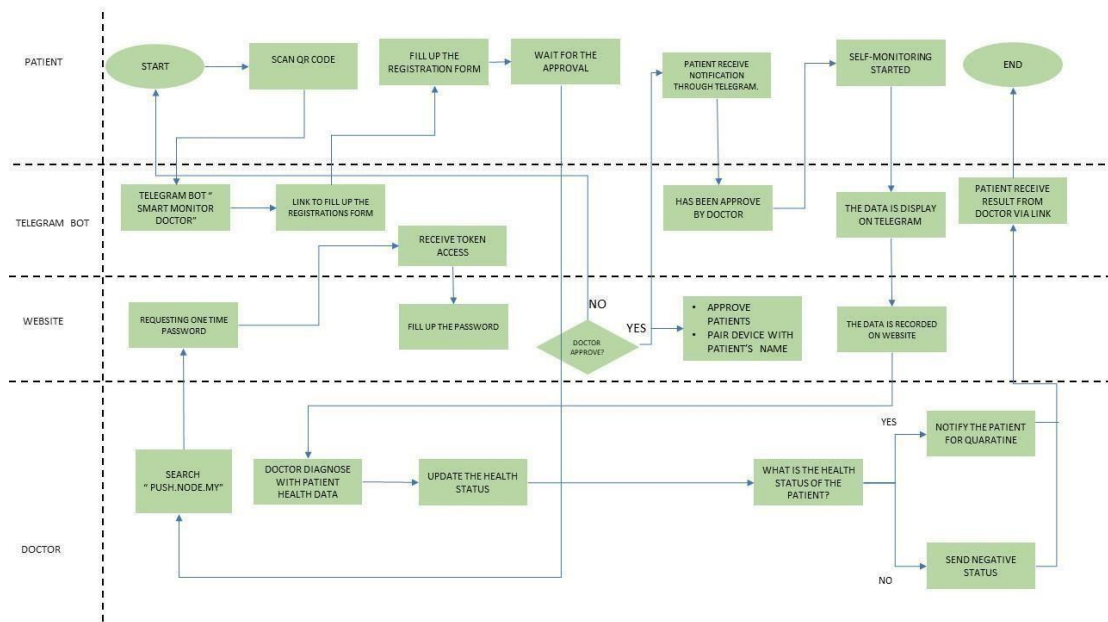 PATIENT
START
SCAN QR CODE
FILL UP THE
REGISTRATION FORM
WAIT FOR THE
APPROVAL
PATIENT RECEIVE
NOTIFICATION
THROUGH TELEGRAM.
SELF-MONITORING
STARTED
END
TELEGRAM BOT
TELEGRAM BOT “
SMART MONITOR
DOCTOR”
LINK TO FILL UP THE
REGISTRATIONS FORM
RECEIVE TOKEN
ACCESS
HAS BEEN APPROVE
BY DOCTOR
THE DATA IS DISPLAY
ON TELEGRAM
PATIENT RECEIVE
RESULT FROM
DOCTOR VIA LINK
WEBSITE
REQUESTING ONE TIME
PASSWORD
FILL UP THE PASSWORD
NO
DOCTOR
APPROVE?
YES
• APPROVE
PATIENTS
• PAIR DEVICE WITH
PATIENT'S NAME
THE DATA IS RECORDED
ON WEBSITE
DOCTOR
SEARCH
“ PUSH.NODE.MY”
DOCTOR DIAGNOSE
WITH PATIENT
HEALTH DATA
UPDATE THE HEALTH
STATUS
WHAT IS THE HEALTH
STATUS OF THE
PATIENT?
YES
NOTIFY THE PATIENT
FOR QUARATINE
NO
SEND NEGATIVE
STATUS